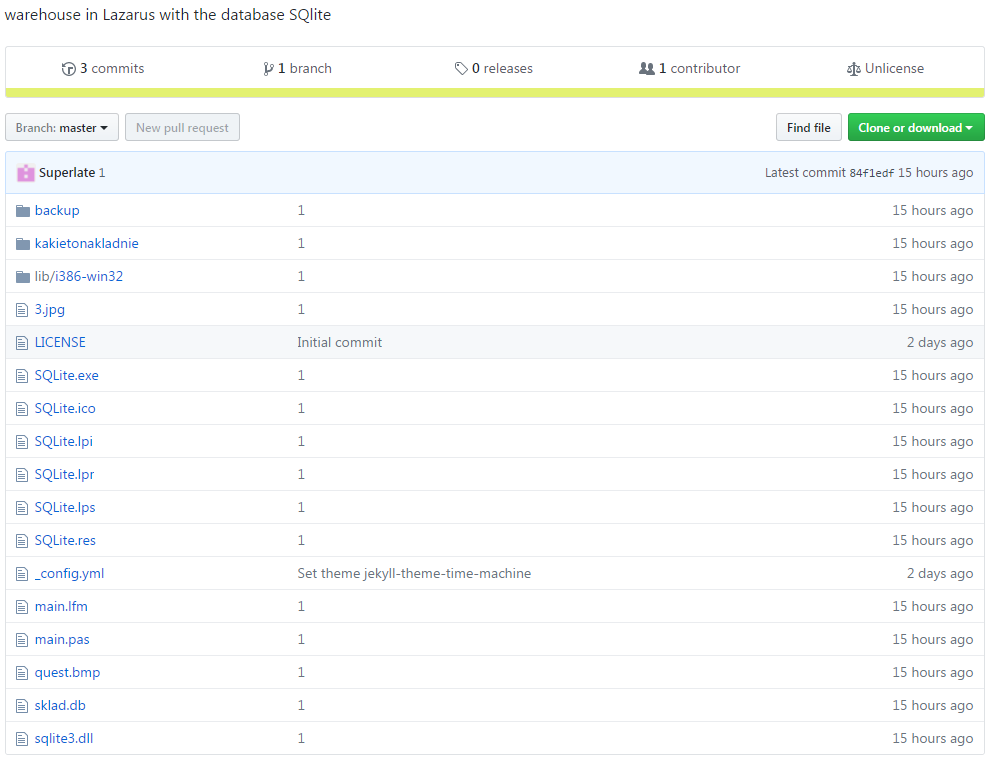 warehouse in Lazarus with the database SQlite
3 commits 1 branch 0 releases 1 contributor Unlicense
Branch: master New pull request Find file Clone or download
Superlate 1 Latest commit 84f1edf 15 hours ago
backup 1 15 hours ago
kakietonakladnie 1 15 hours ago
lib/i386-win32 1 15 hours ago
3.jpg 1 15 hours ago
LICENSE Initial commit 2 days ago
SQLite.exe 1 15 hours ago
SQLite.ico 1 15 hours ago
SQLite.lpi 1 15 hours ago
SQLite.lpr 1 15 hours ago
SQLite.lps 1 15 hours ago
SQLite.res 1 15 hours ago
_config.yml Set theme jekyll-theme-time-machine 2 days ago
main.lfm 1 15 hours ago
main.pas 1 15 hours ago
quest.bmp 1 15 hours ago
sklad.db 1 15 hours ago
sqlite3.dll 1 15 hours ago